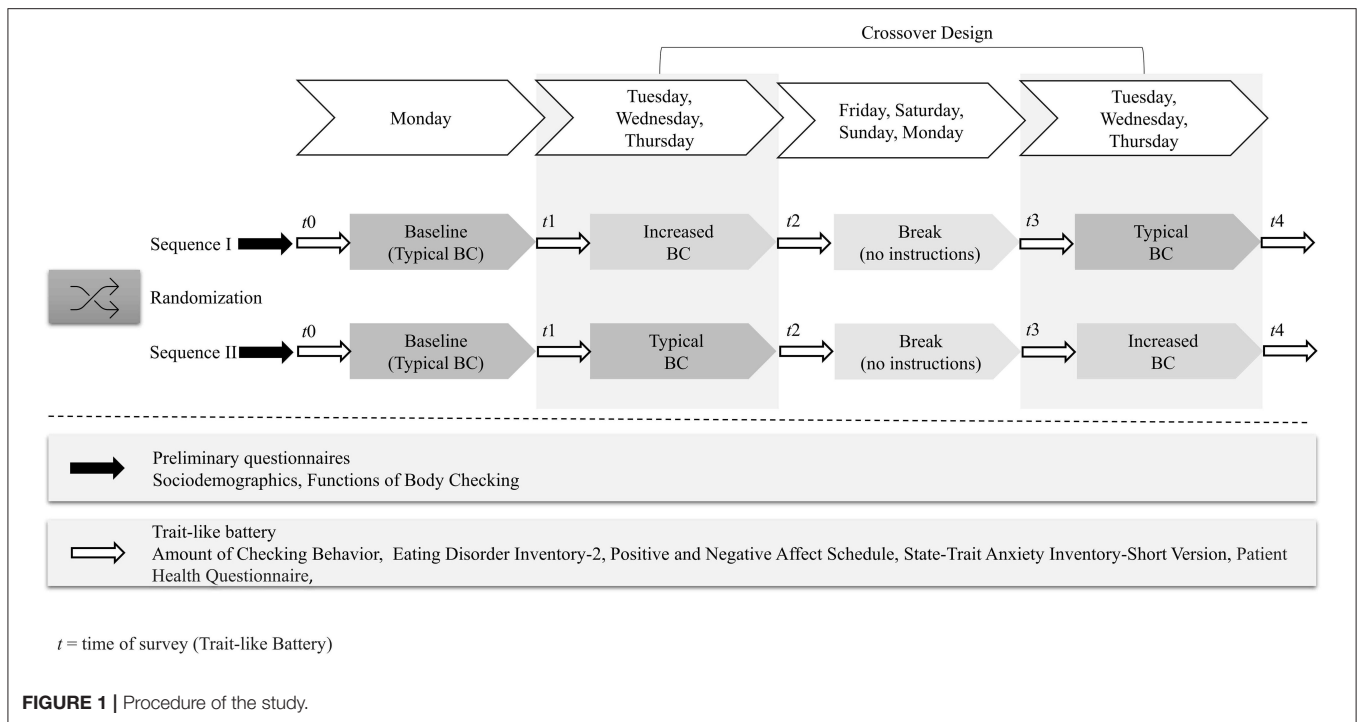 Crossover Design
Monday
Tuesday,
Wednesday,
Thursday
Friday, Saturday,
Sunday, Monday
Tuesday,
Wednesday,
Thursday
Sequence I
t0
Baseline
(Typical BC)
t1
Increased
BC
t2
Break
(no instructions)
t3
Typical
BC
t4
Randomization
Sequence II
t0
Baseline
(Typical BC)
t1
Typical
BC
t2
Break
(no instructions)
t3
Increased
BC
t4
Preliminary questionnaires
Sociodemographics, Functions of Body Checking
Trait-like battery
Amount of Checking Behavior, Eating Disorder Inventory-2, Positive and Negative Affect Schedule, State-Trait Anxiety Inventory-Short Version, Patient
Health Questionnaire,
t = time of survey (Trait-like Battery)
FIGURE 1 | Procedure of the study.